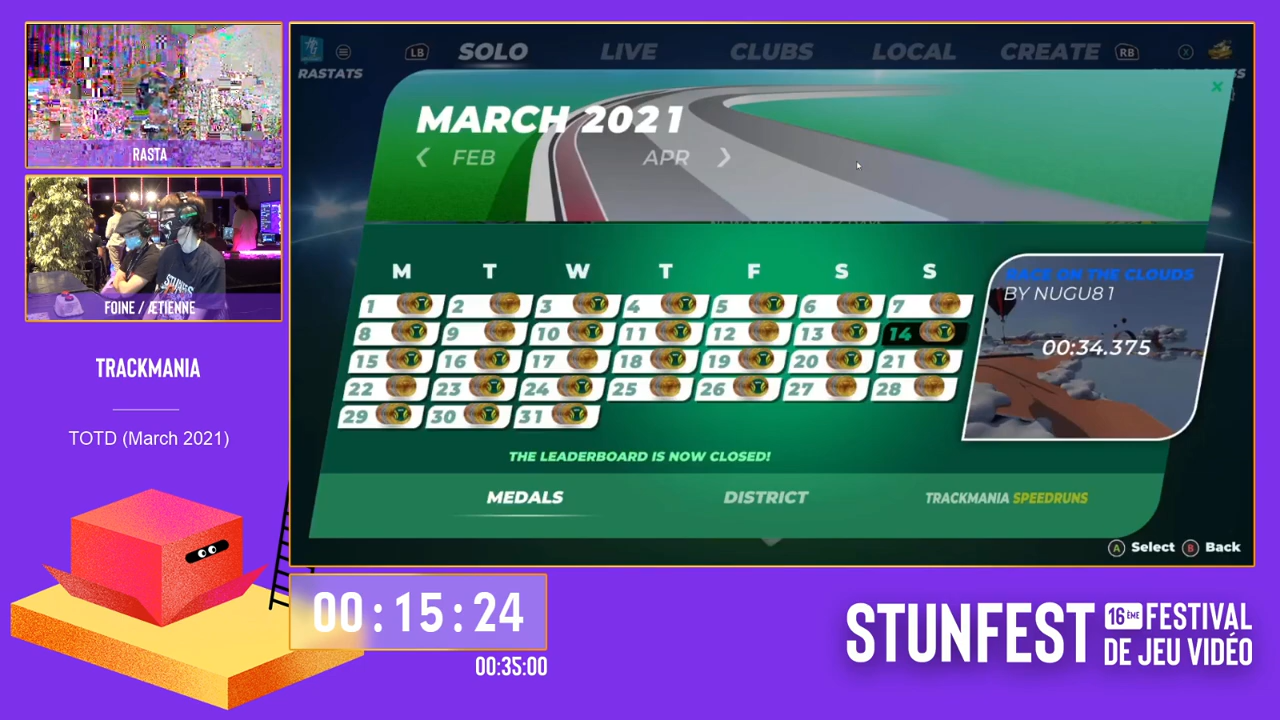 RASTA
FOINE / ÆTIENNE
TRACKMANIA
TOTD (March 2021)
RASTATS
LB SOLO LIVE CLUBS LOCAL CREATE RB X
MARCH 2021
FEB APR
M T W T F S S
1 2 3 4 5 6 7
8 9 10 11 12 13 14
15 16 17 18 19 20 21
22 23 24 25 26 27 28
29 30 31
RACE ON THE CLOUDS
BY NUGU81
00:34.375
THE LEADERBOARD IS NOW CLOSED!
MEDALS DISTRICT TRACKMANIA SPEEDRUNS
A Select B Back
00:15:24
00:35:00
STUNFEST 16ÈME FESTIVAL
DE JEU VIDÉO